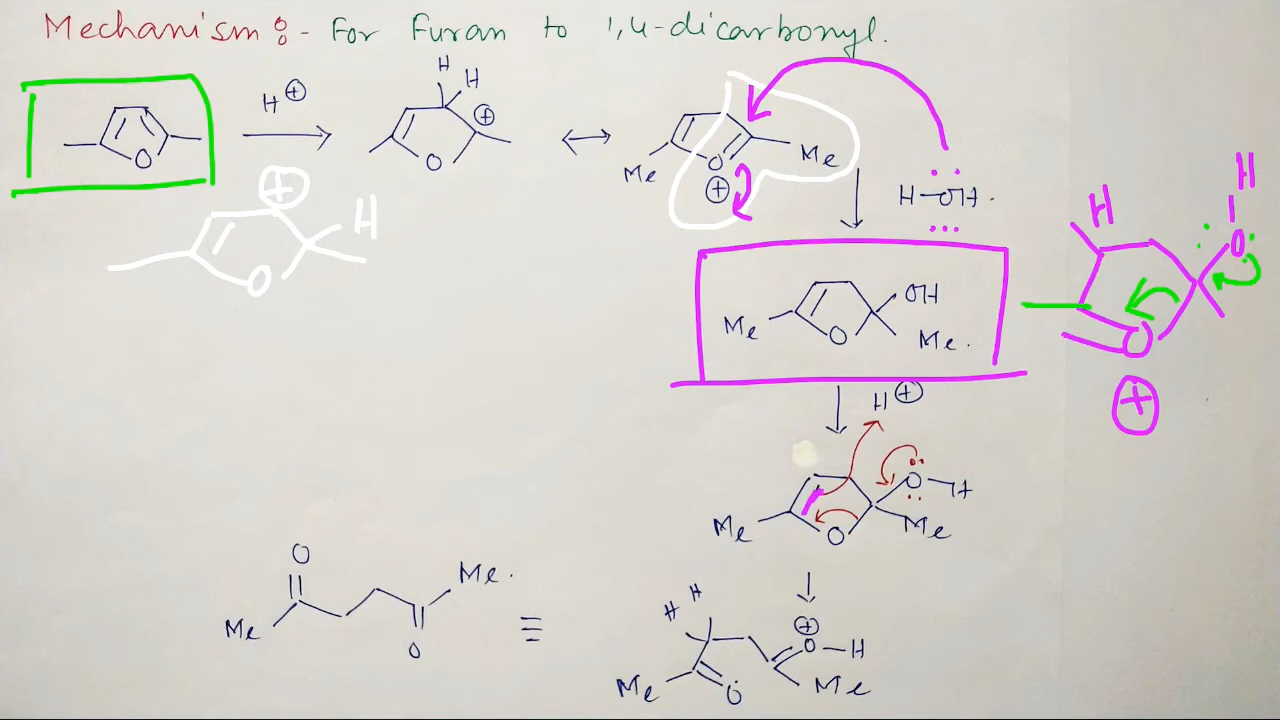 Mechanism :- For Furan to 1,4-dicarbonyl.
H⊕
O
H H
⊕
O
Me
O
⊕
Me
H-OH.
⊕
H
O
Me
O
OH
Me.
H
H
O
O
⊕
H⊕
Me
O
O-H
Me
O
Me
Me.
O
≡
H H
Me
O
⊕
O-H
Me